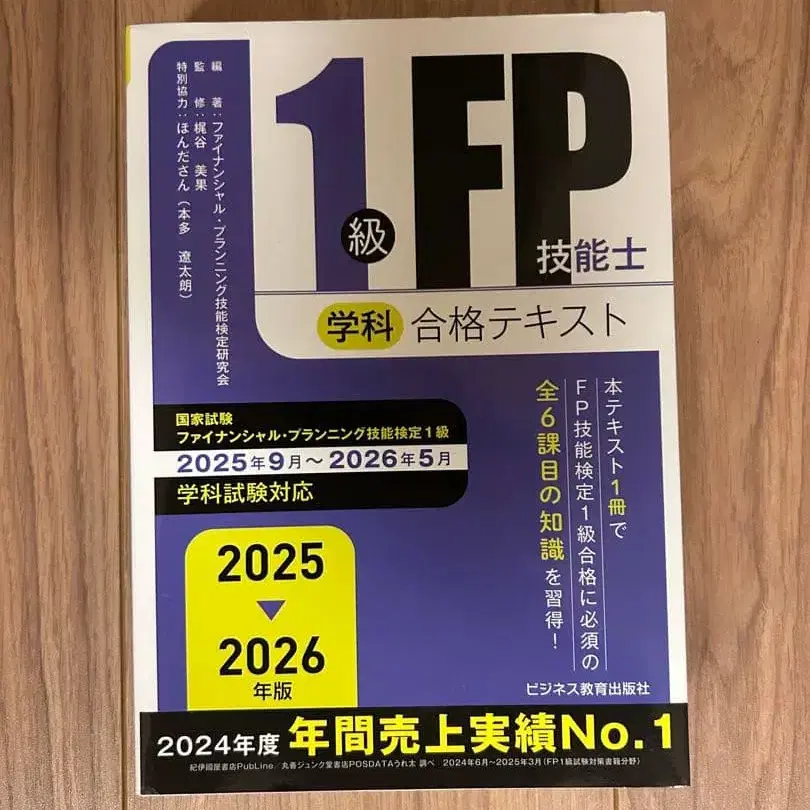 編　著：ファイナンシャル・プランニング技能検定研究会
監　修：梶谷　美果
特別協力：ほんださん（本多　遼太朗）
1級
FP
技能士
学科 合格テキスト
国家試験
ファイナンシャル・プランニング技能検定1級
2025年9月～2026年5月
学科試験対応
本テキスト1冊で
FP技能検定1級合格に必須の
全6課目の知識を習得！
2025
2026
年版
ビジネス教育出版社
2024年度 年間売上実績No.1
紀伊國屋書店PubLine／丸善ジュンク堂書店POSDATAうれ太 調べ　2024年6月～2025年3月（FP1級試験対策書籍分野）